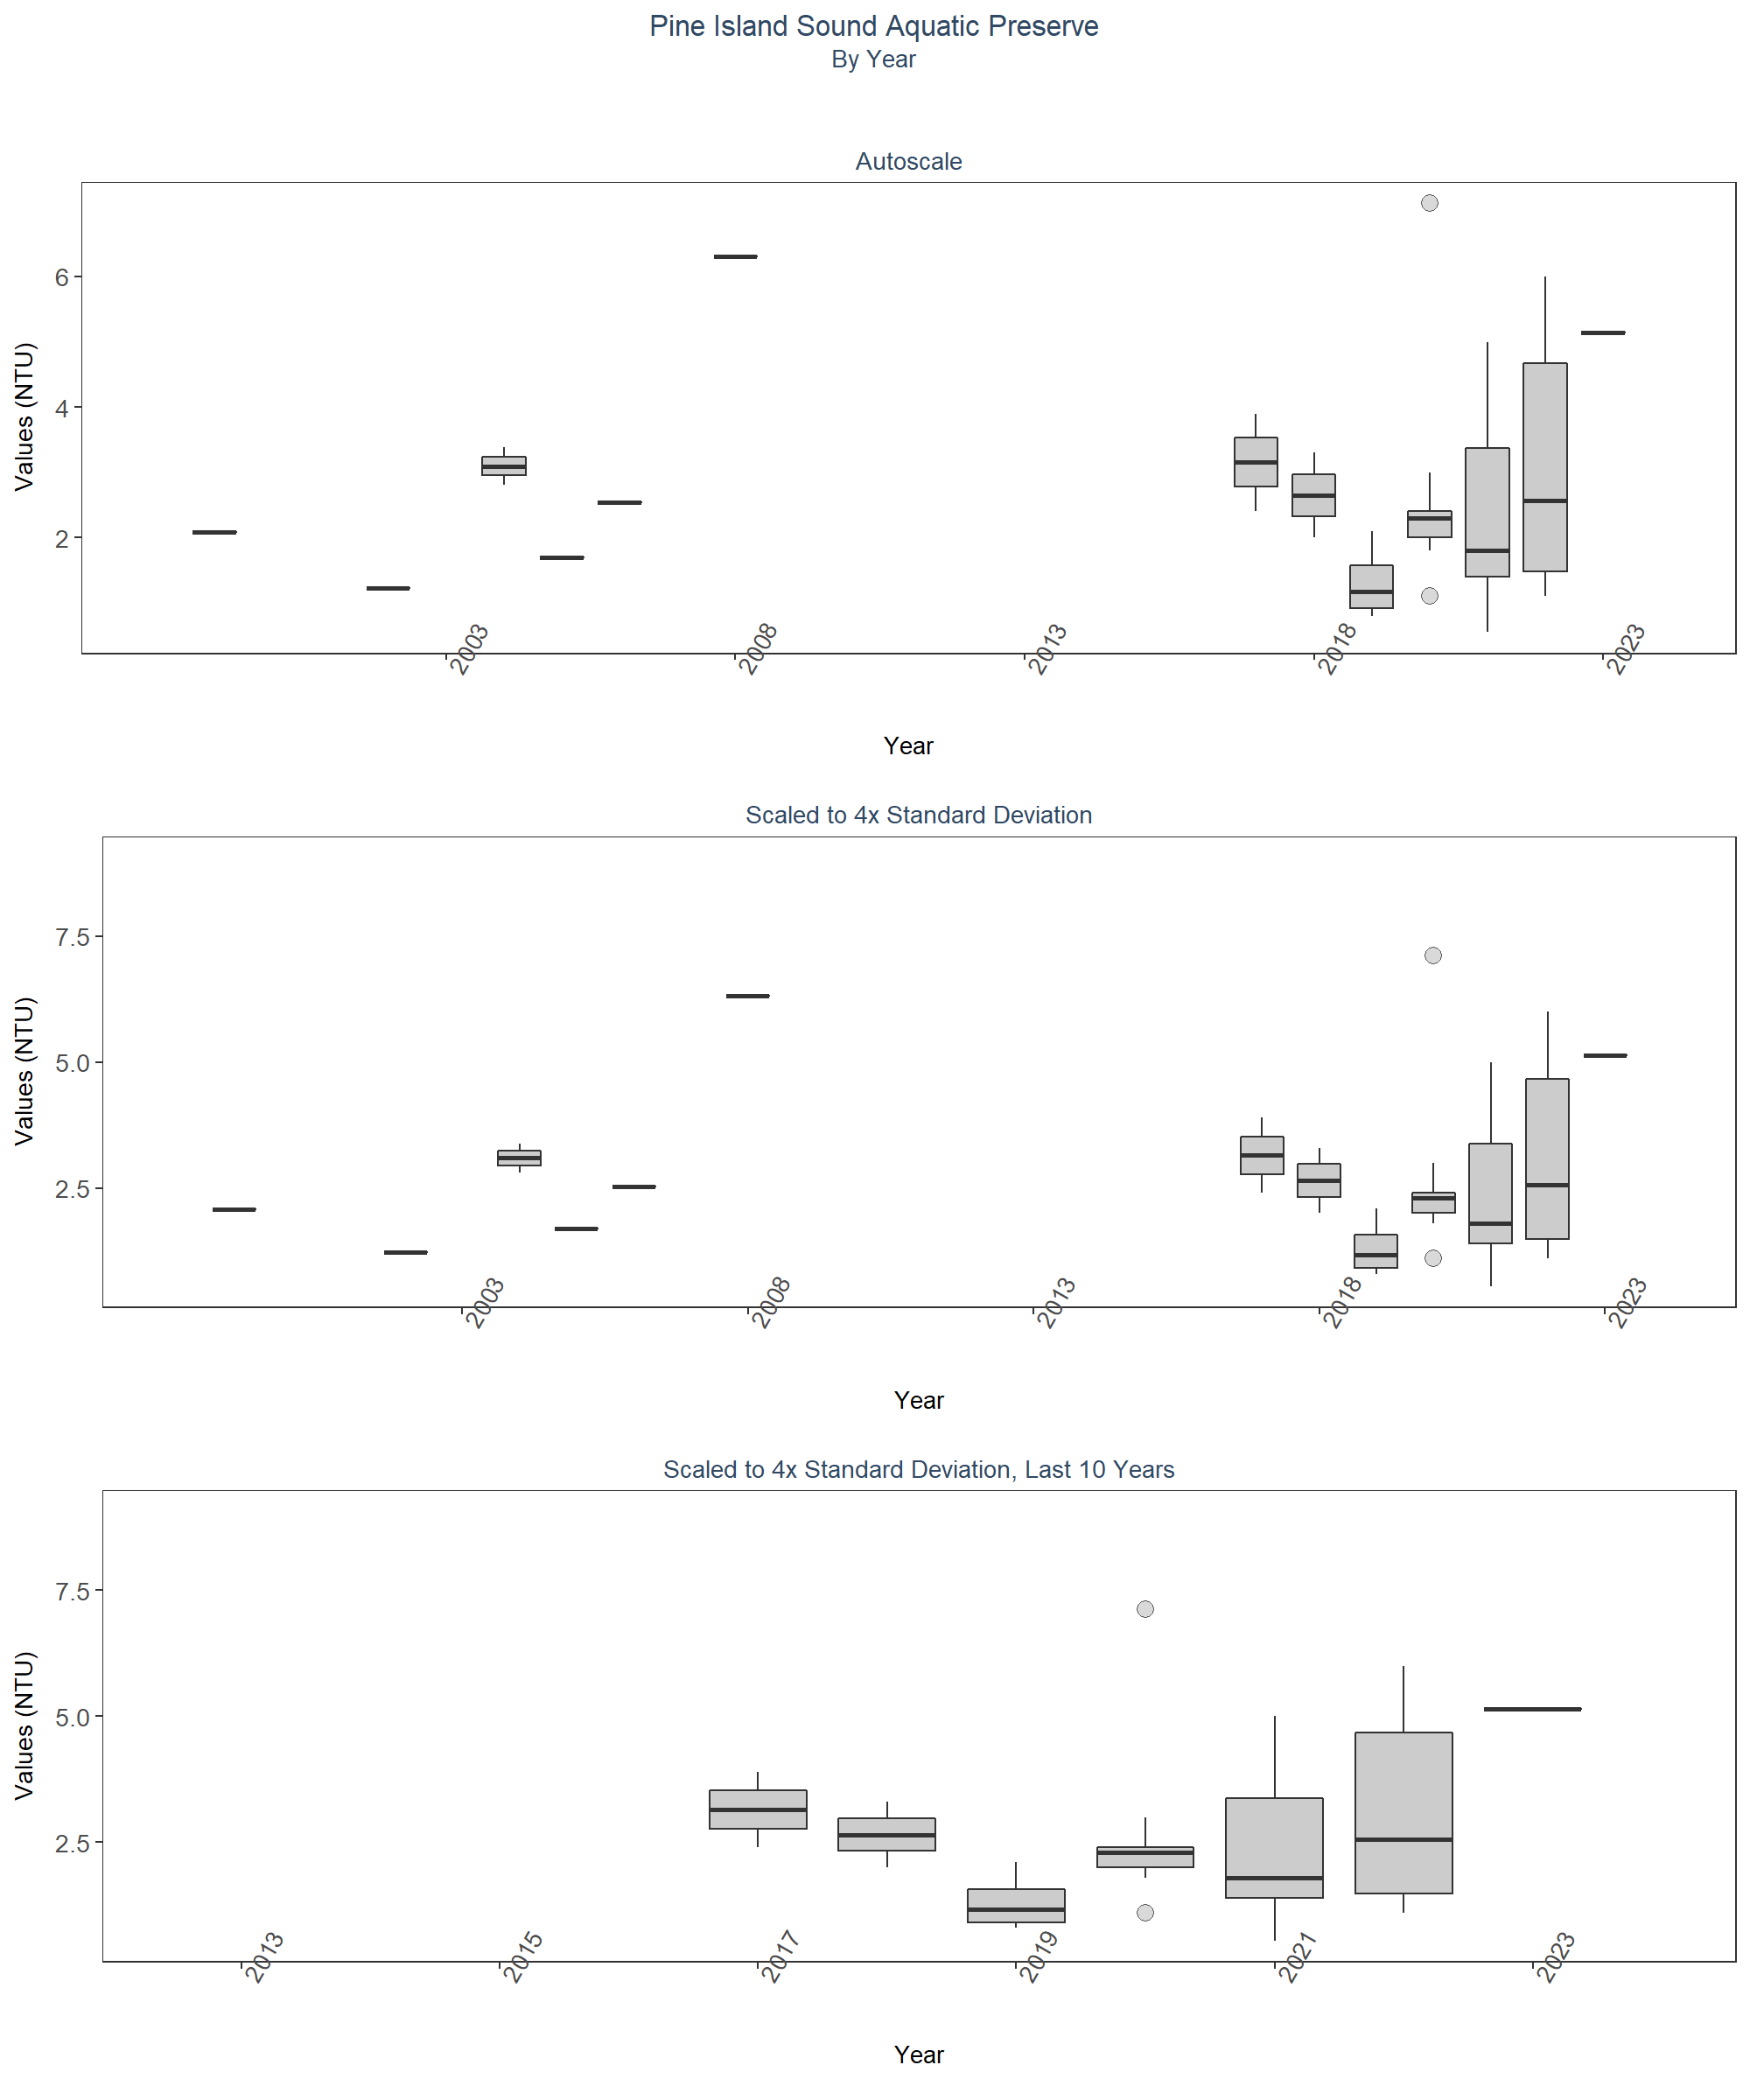 Pine Island Sound Aquatic Preserve
By Year
Autoscale
Values (NTU)
6
4
2
2003
2008
2013
2018
2023
Year
Scaled to 4x Standard Deviation
Values (NTU)
7.5
5.0
2.5
2003
2008
2013
2018
2023
Year
Scaled to 4x Standard Deviation, Last 10 Years
Values (NTU)
7.5
5.0
2.5
2013
2015
2017
2019
2021
2023
Year